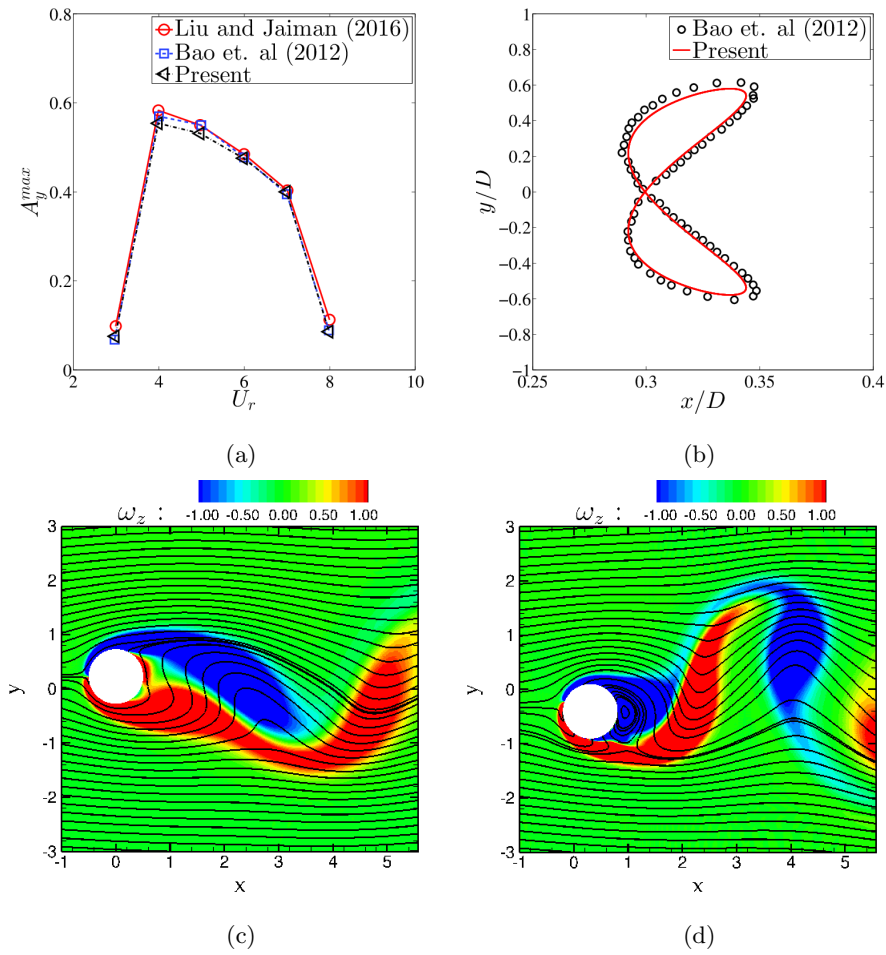 Liu and Jaiman (2016)
Bao et. al (2012)
Present
0.8
0.6
0.4
0.2
0
A_y^{max}
2 4 6 8 10
U_r
(a)
Bao et. al (2012)
Present
1
0.8
0.6
0.4
0.2
0
-0.2
-0.4
-0.6
-0.8
-1
y/D
0.25 0.3 0.35 0.4
x/D
(b)
ω_z : -1.00 -0.50 0.00 0.50 1.00
3
2
1
0
-1
-2
-3
y
-1 0 1 2 3 4 5
x
(c)
ω_z : -1.00 -0.50 0.00 0.50 1.00
3
2
1
0
-1
-2
-3
y
-1 0 1 2 3 4 5
x
(d)